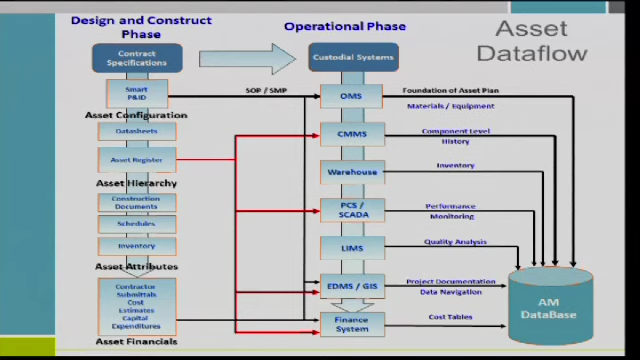 Design and Construct
Phase
Operational Phase
Asset
Dataflow
Contract
Specifications
Custodial Systems
Smart
P&ID
SOP / SMP
OMS
Foundation of Asset Plan
Materials / Equipment
Asset Configuration
Datasheets
CMMS
Component Level
History
Asset Register
Warehouse
Inventory
Asset Hierarchy
Construction
Documents
PCS /
SCADA
Performance
Monitoring
Schedules
Inventory
LIMS
Quality Analysis
Asset Attributes
Contractor
Submittals
Cost
Estimates
Capital
Expenditures
EDMS / GIS
Project Documentation
Data Navigation
Finance
System
Cost Tables
AM
DataBase
Asset Financials